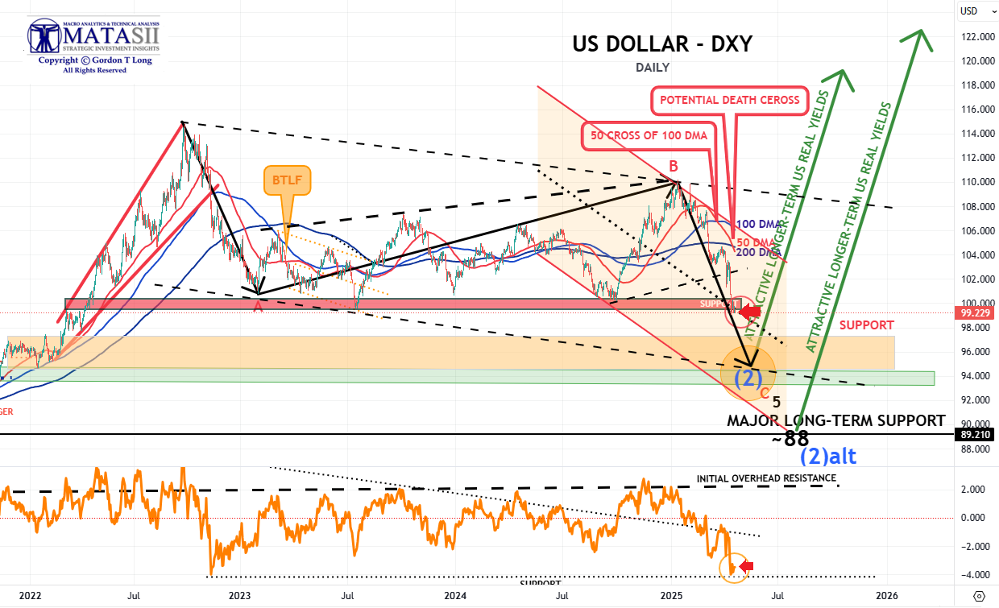 MACRO ANALYTICS & TECHNICAL ANALYSIS
MATASII
STRATEGIC INVESTMENT INSIGHTS
Copyright © Gordon T Long
All Rights Reserved
US DOLLAR - DXY
DAILY
USD
122.000
120.000
118.000
116.000
114.000
112.000
110.000
108.000
106.000
104.000
102.000
100.000
99.229
98.000
96.000
94.000
92.000
90.000
89.210
88.000
POTENTIAL DEATH CEROSS
50 CROSS OF 100 DMA
BTLF
B
100 DMA
50 DMA
200 DMA
ATTRACTIVE LONGER-TERM US REAL YIELDS
ATTRACTIVE LONGER-TERM US REAL YIELDS
A
SUPPORT
SUPPORT
(2)
C
5
GER
MAJOR LONG-TERM SUPPORT
~88
(2)alt
INITIAL OVERHEAD RESISTANCE
2.000
0.000
−2.000
−4.000
SUPPORT
2022
Jul
2023
Jul
2024
Jul
2025
Jul
2026